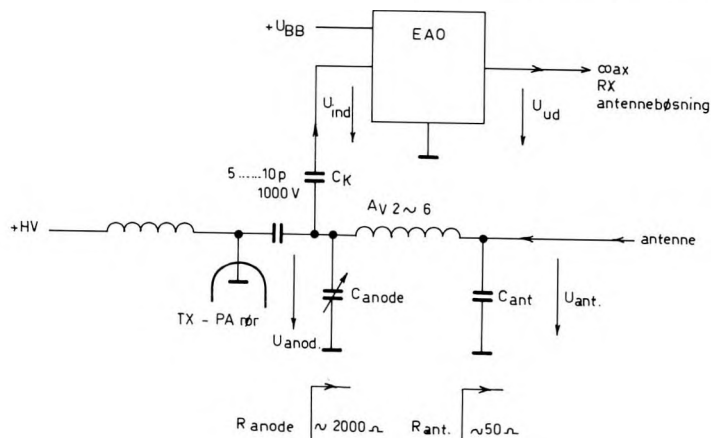 +UBB
EAO
coax
RX
antennebøsning
Uind
Uud
5......10p
1000 V
CK
AV 2~6
+HV
antenne
TX - PA rør
Canode
Cant
Uant.
Uanod.
Ranode ~ 2000 Ω
Rant. ~50 Ω